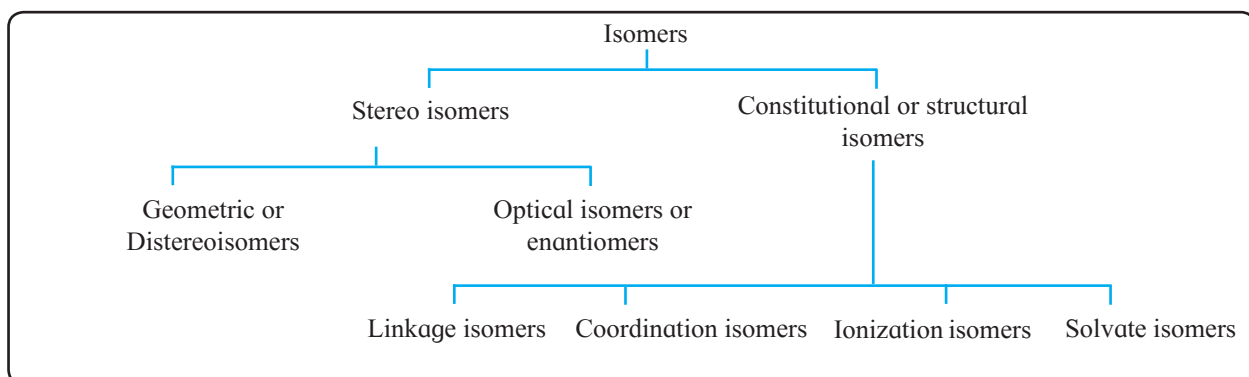 Isomers
Stereo isomers
Constitutional or structural
isomers
Geometric or
Distereoisomers
Optical isomers or
enantiomers
Linkage isomers
Coordination isomers
Ionization isomers
Solvate isomers